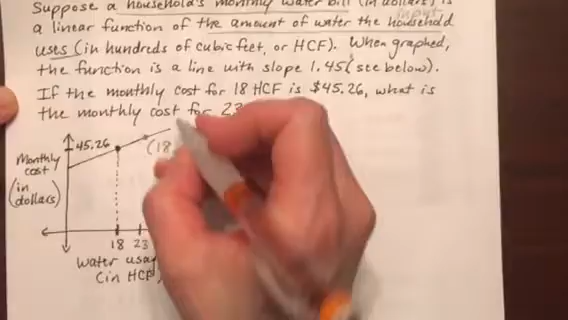 Suppose a household's monthly water bill (in dollars) is
a linear function of the amount of water the household
uses (in hundreds of cubic feet, or HCF). When graphed,
the function is a line with slope 1.45 (see below).
If the monthly cost for 18 HCF is $45.26, what is
the monthly cost for 23
45.26
(18
Monthly
cost
(in
dollars)
18 23
water
(in HCF)